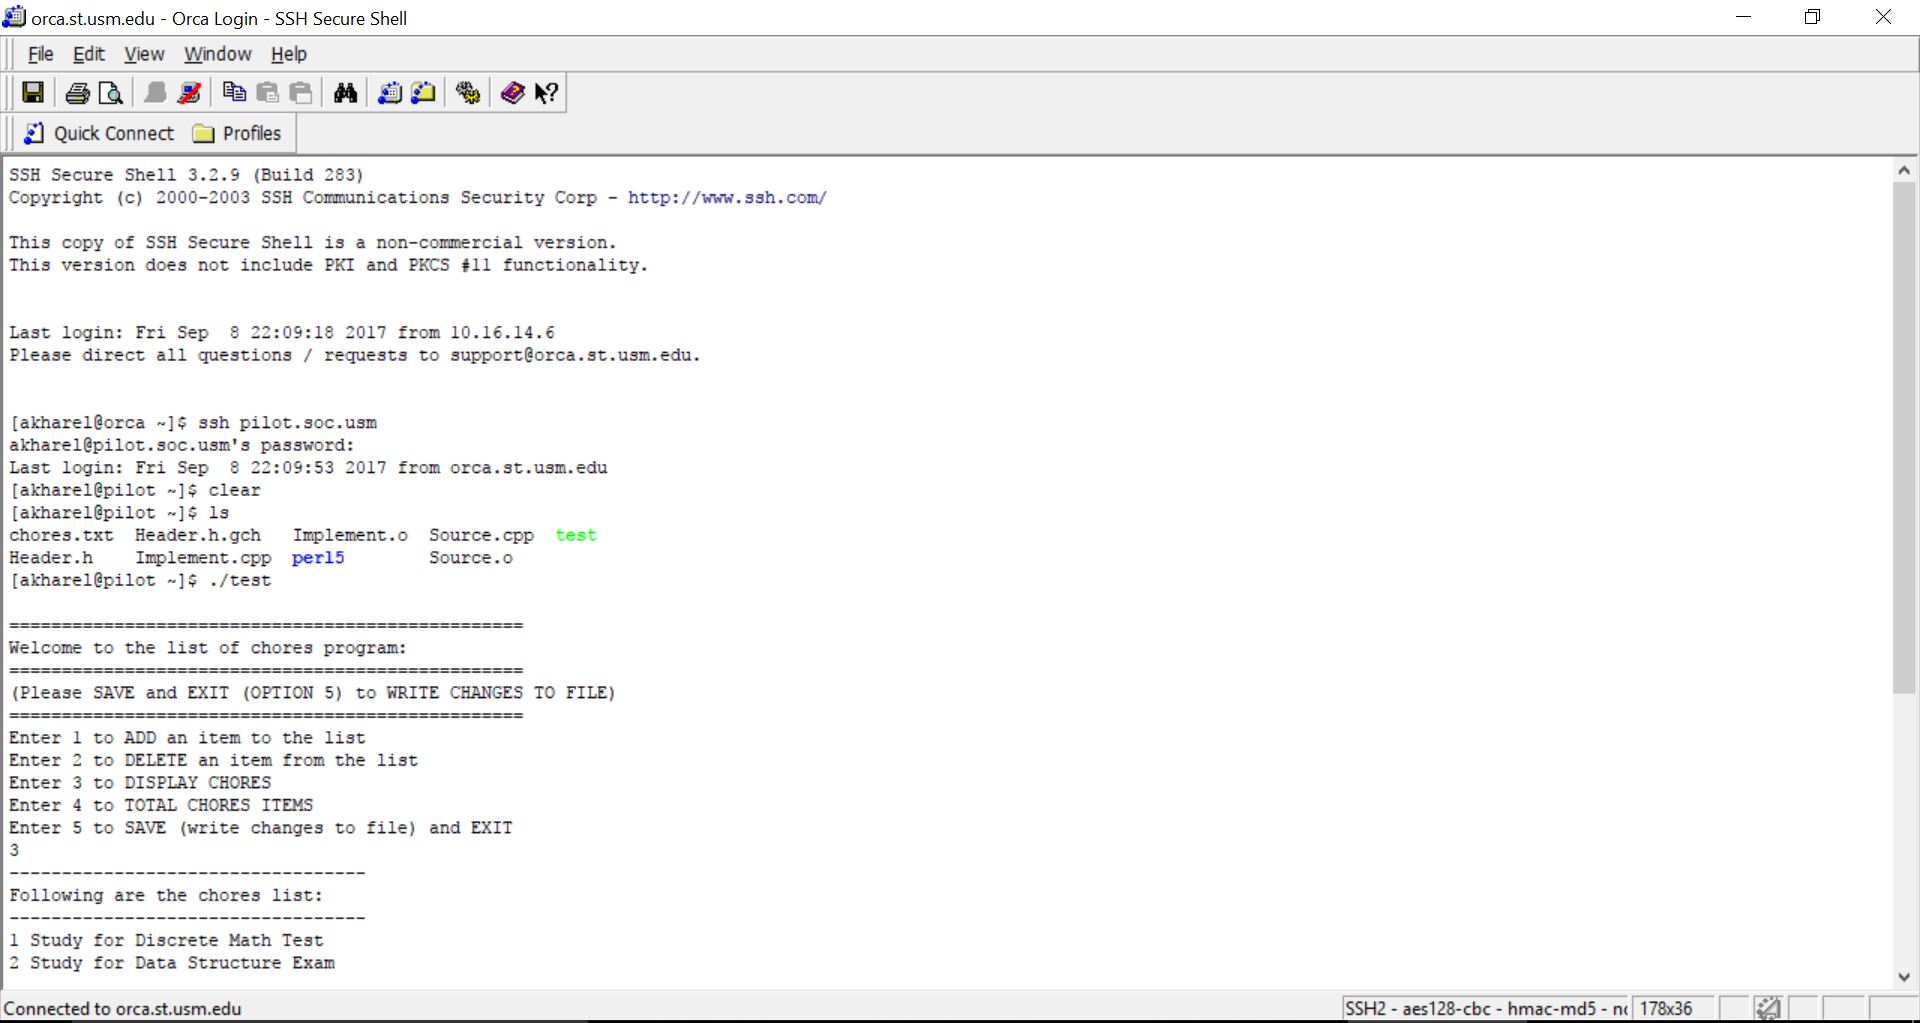 orca.st.usm.edu - Orca Login - SSH Secure Shell
File Edit View Window Help
Quick Connect Profiles
SSH Secure Shell 3.2.9 (Build 283)
Copyright (c) 2000-2003 SSH Communications Security Corp - http://www.ssh.com/
This copy of SSH Secure Shell is a non-commercial version.
This version does not include PKI and PKCS #11 functionality.
Last login: Fri Sep  8 22:09:18 2017 from 10.16.14.6
Please direct all questions / requests to support@orca.st.usm.edu.
[akharel@orca ~]$ ssh pilot.soc.usm
akharel@pilot.soc.usm's password:
Last login: Fri Sep  8 22:09:53 2017 from orca.st.usm.edu
[akharel@pilot ~]$ clear
[akharel@pilot ~]$ ls
chores.txt  Header.h.gch   Implement.o  Source.cpp  test
Header.h    Implement.cpp  perl5        Source.o
[akharel@pilot ~]$ ./test
=================================================
Welcome to the list of chores program:
=================================================
(Please SAVE and EXIT (OPTION 5) to WRITE CHANGES TO FILE)
=================================================
Enter 1 to ADD an item to the list
Enter 2 to DELETE an item from the list
Enter 3 to DISPLAY CHORES
Enter 4 to TOTAL CHORES ITEMS
Enter 5 to SAVE (write changes to file) and EXIT
3
----------------------------------
Following are the chores list:
----------------------------------
1 Study for Discrete Math Test
2 Study for Data Structure Exam
Connected to orca.st.usm.edu SSH2 - aes128-cbc - hmac-md5 - 178x36